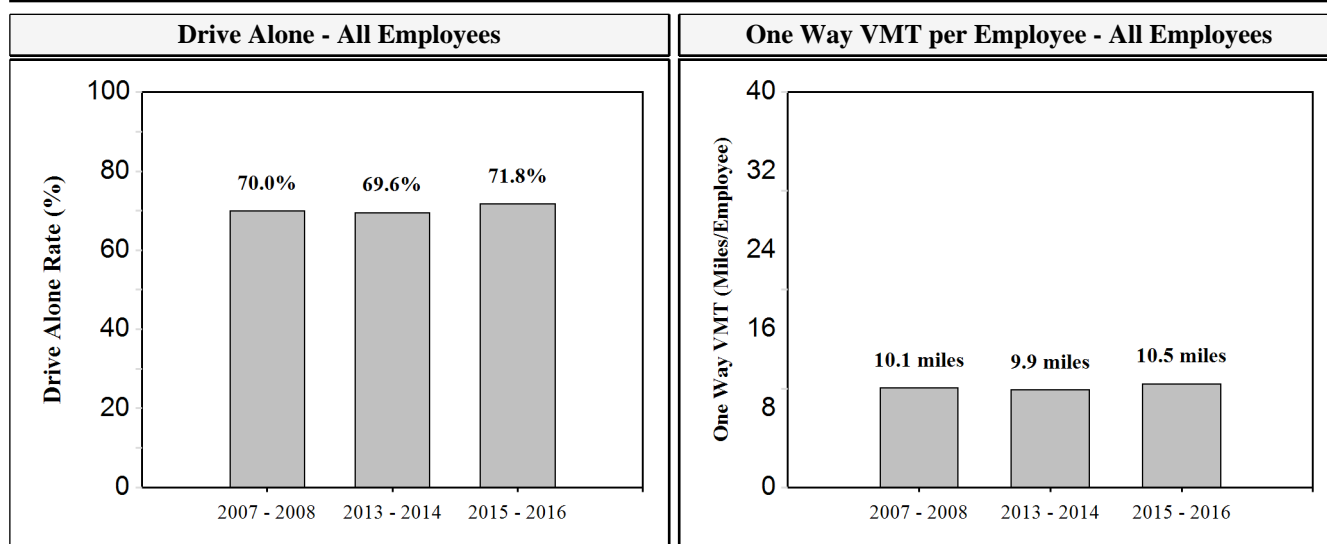 Drive Alone - All Employees
100
80
60
40
20
0
Drive Alone Rate (%)
70.0%
69.6%
71.8%
2007 - 2008
2013 - 2014
2015 - 2016
One Way VMT per Employee - All Employees
40
32
24
16
8
0
One Way VMT (Miles/Employee)
10.1 miles
9.9 miles
10.5 miles
2007 - 2008
2013 - 2014
2015 - 2016